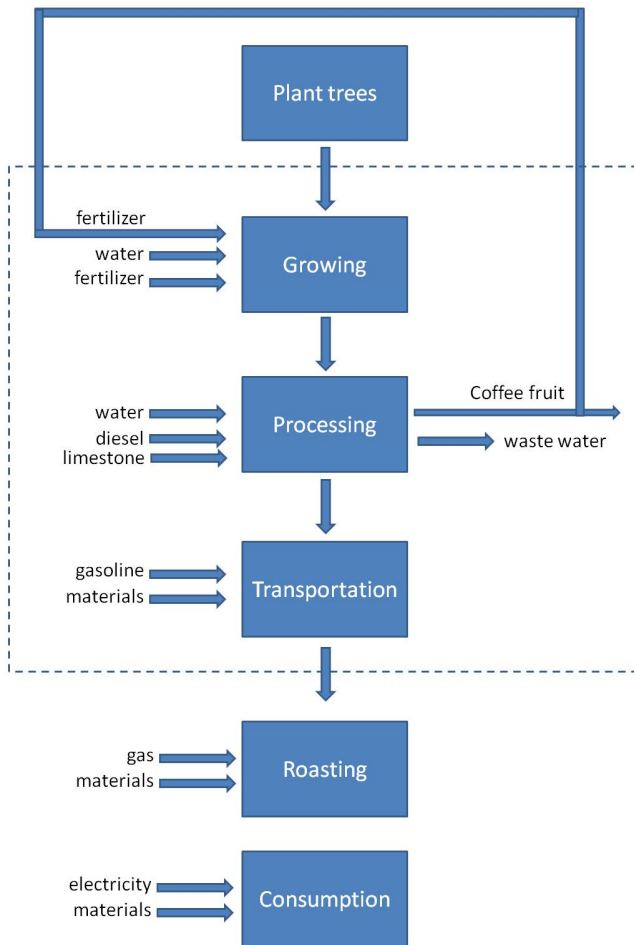 Plant trees
fertilizer
water
fertilizer
Growing
water
diesel
limestone
Processing
Coffee fruit
waste water
gasoline
materials
Transportation
gas
materials
Roasting
electricity
materials
Consumption